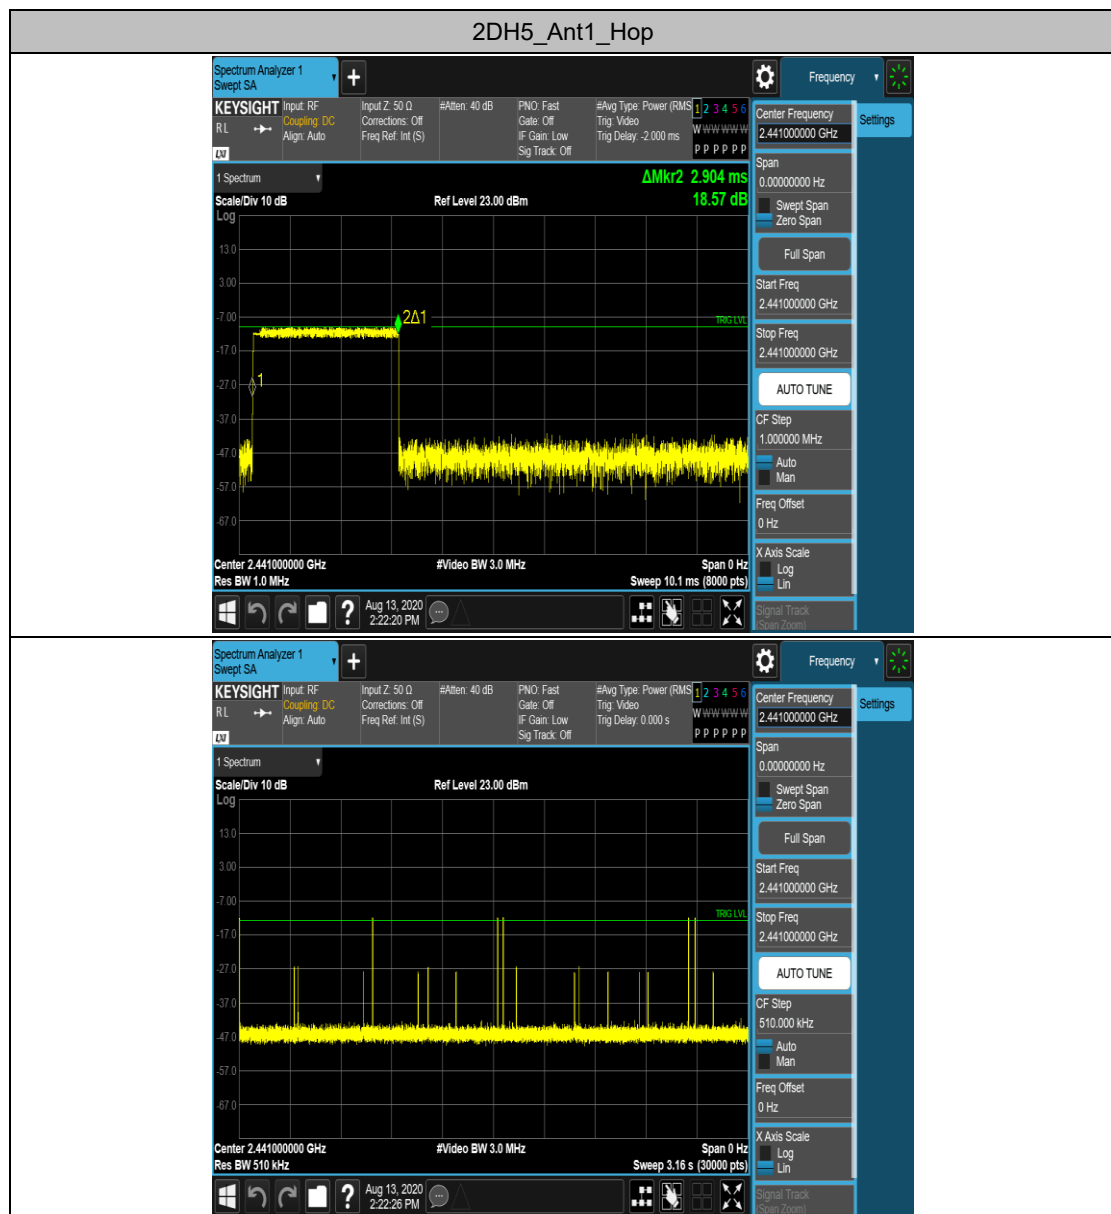 2DH5_Ant1_Hop
Spectrum Analyzer 1
Swept SA
Frequency
KEYSIGHT
RL
LXI
Input: RF
Coupling: DC
Align: Auto
Input Z: 50 Ω
Corrections: Off
Freq Ref: Int (S)
#Atten: 40 dB
PNO: Fast
Gate: Off
IF Gain: Low
Sig Track: Off
#Avg Type: Power (RMS
Trig: Video
Trig Delay: -2.000 ms
1 2 3 4 5 6
W W W W W W
P P P P P P
Center Frequency
2.441000000 GHz
Settings
Span
0.00000000 Hz
Swept Span
Zero Span
Full Span
Start Freq
2.441000000 GHz
Stop Freq
2.441000000 GHz
AUTO TUNE
CF Step
1.000000 MHz
Auto
Man
Freq Offset
0 Hz
X Axis Scale
Log
Lin
Signal Track
(Span Zoom)
1 Spectrum
ΔMkr2 2.904 ms
Scale/Div 10 dB
Ref Level 23.00 dBm
18.57 dB
Log
13.0
3.00
-7.00
-17.0
-27.0
-37.0
-47.0
-57.0
-67.0
2Δ1
TRIG LVL
1
Center 2.441000000 GHz
#Video BW 3.0 MHz
Span 0 Hz
Res BW 1.0 MHz
Sweep 10.1 ms (8000 pts)
Aug 13, 2020
2:22:20 PM
Spectrum Analyzer 1
Swept SA
Frequency
KEYSIGHT
RL
LXI
Input: RF
Coupling: DC
Align: Auto
Input Z: 50 Ω
Corrections: Off
Freq Ref: Int (S)
#Atten: 40 dB
PNO: Fast
Gate: Off
IF Gain: Low
Sig Track: Off
#Avg Type: Power (RMS
Trig: Video
Trig Delay: 0.000 s
1 2 3 4 5 6
W W W W W W
P P P P P P
Center Frequency
2.441000000 GHz
Settings
Span
0.00000000 Hz
Swept Span
Zero Span
Full Span
Start Freq
2.441000000 GHz
Stop Freq
2.441000000 GHz
AUTO TUNE
CF Step
510.000 kHz
Auto
Man
Freq Offset
0 Hz
X Axis Scale
Log
Lin
Signal Track
(Span Zoom)
1 Spectrum
Scale/Div 10 dB
Ref Level 23.00 dBm
Log
13.0
3.00
-7.00
-17.0
-27.0
-37.0
-47.0
-57.0
-67.0
TRIG LVL
Center 2.441000000 GHz
#Video BW 3.0 MHz
Span 0 Hz
Res BW 510 kHz
Sweep 3.16 s (30000 pts)
Aug 13, 2020
2:22:26 PM